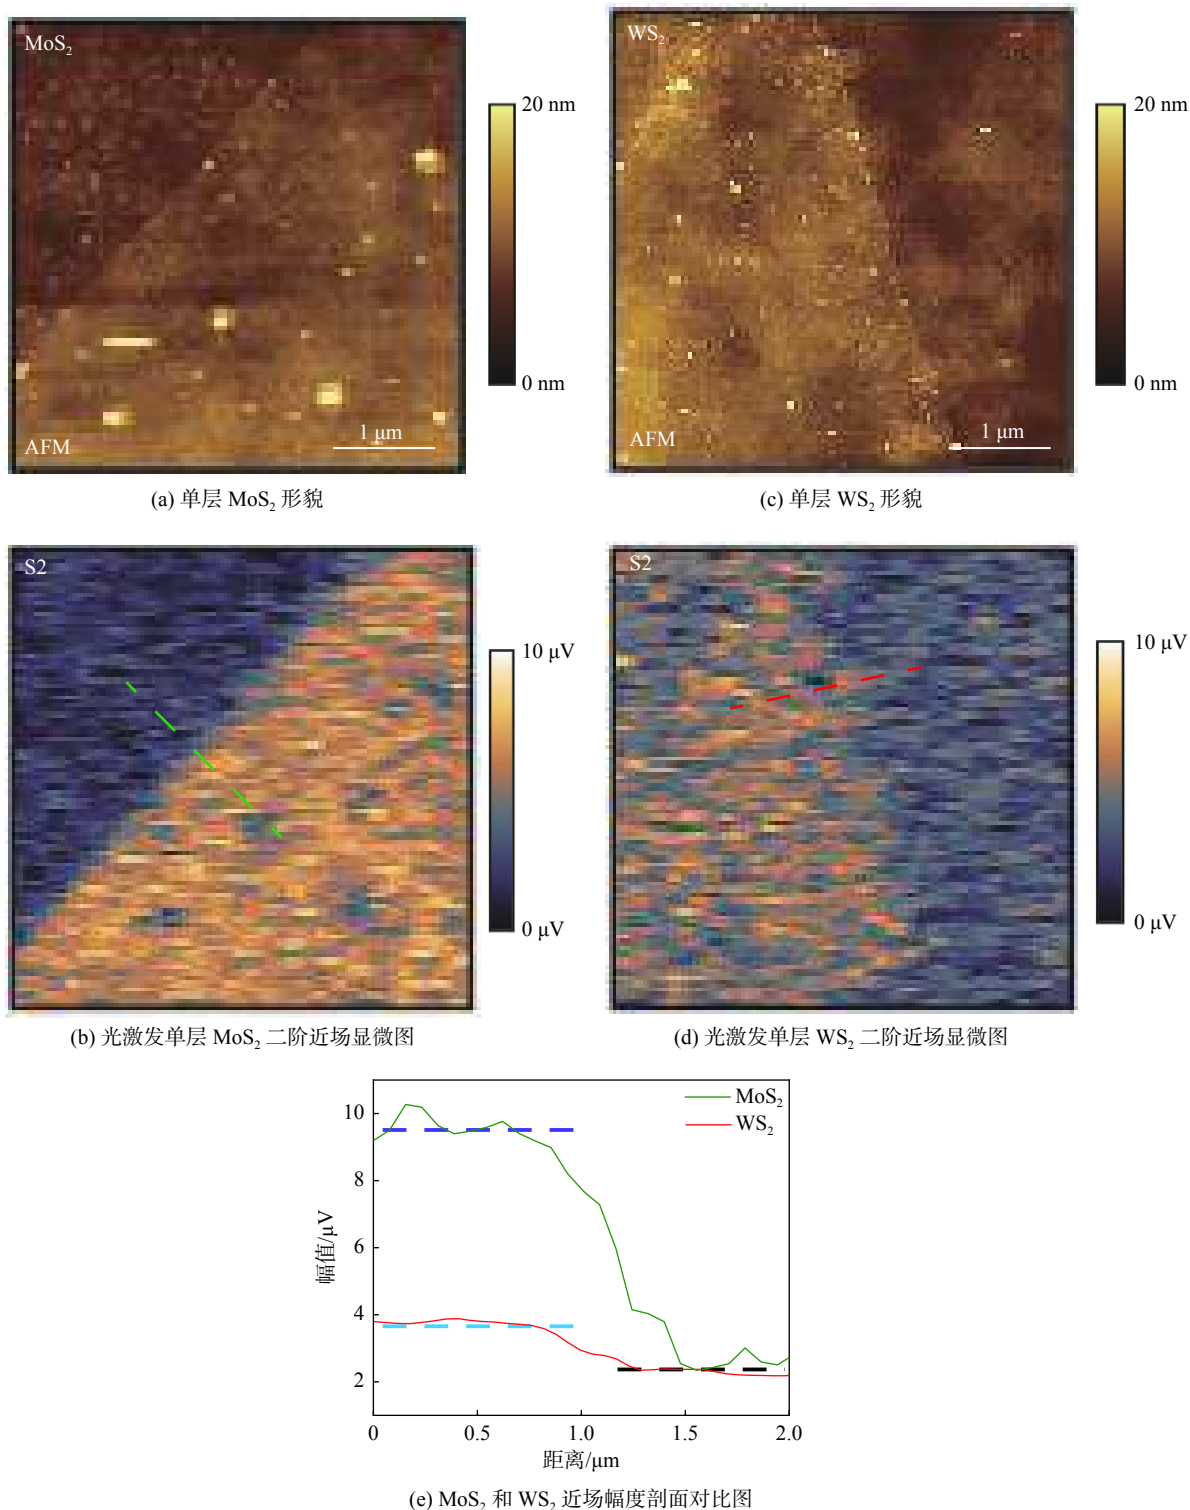 MoS₂
20 nm
0 nm
AFM
1 μm
(a) 单层 MoS₂ 形貌
WS₂
20 nm
0 nm
AFM
1 μm
(c) 单层 WS₂ 形貌
S2
10 μV
0 μV
(b) 光激发单层 MoS₂ 二阶近场显微图
S2
10 μV
0 μV
(d) 光激发单层 WS₂ 二阶近场显微图
MoS₂
WS₂
10
8
6
4
2
幅值/μV
0
0.5
1.0
1.5
2.0
距离/μm
(e) MoS₂ 和 WS₂ 近场幅度剖面对比图